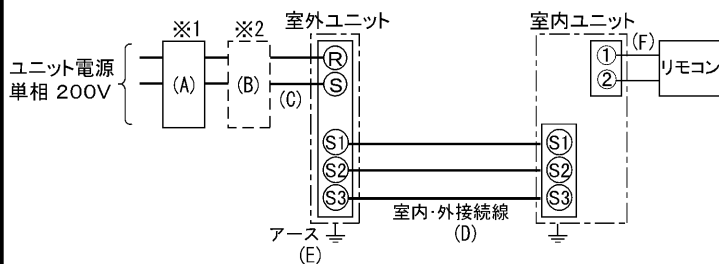 ※1
※2
室外ユニット
室内ユニット
ユニット電源
単相 200V
(A)
(B)
(C)
R
S
①
②
(F)
リモコン
S1
S2
S3
S1
S2
S3
室内・外接続線
(D)
アース
(E)